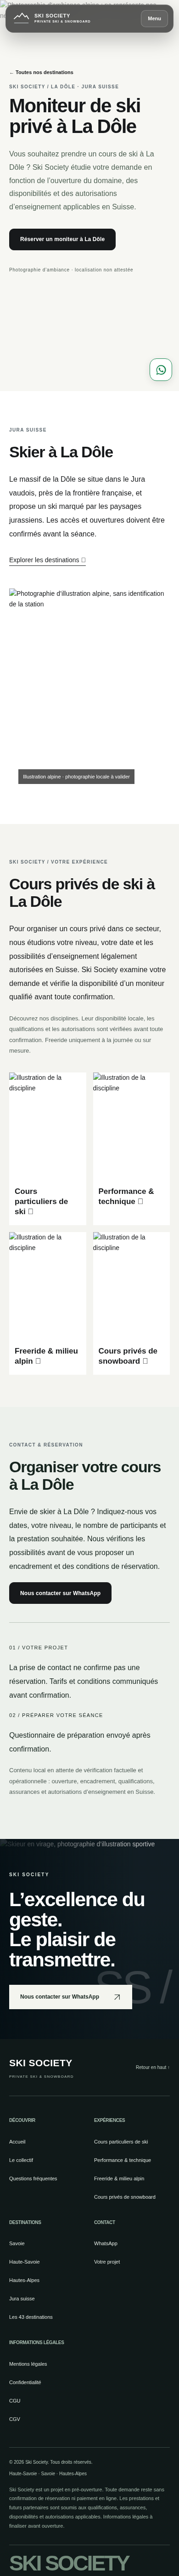 SKI SOCIETY
PRIVATE SKI & SNOWBOARD
Menu
← Toutes nos destinations
SKI SOCIETY / LA DÔLE · JURA SUISSE
Moniteur de ski
privé à La Dôle
Vous souhaitez prendre un cours de ski à La
Dôle ? Ski Society étudie votre demande en
fonction de l'ouverture du domaine, des
disponibilités et des autorisations
d'enseignement applicables en Suisse.
Réserver un moniteur à La Dôle
Photographie d'ambiance · localisation non attestée
JURA SUISSE
Skier à La Dôle
Le massif de la Dôle se situe dans le Jura
vaudois, près de la frontière française, et
propose un ski marqué par les paysages
jurassiens. Les accès et ouvertures doivent être
confirmés avant la séance.
Explorer les destinations
Photographie d'illustration alpine, sans identification
de la station
Illustration alpine · photographie locale à valider
SKI SOCIETY / VOTRE EXPÉRIENCE
Cours privés de ski à
La Dôle
Pour organiser un cours privé dans ce secteur,
nous étudions votre niveau, votre date et les
possibilités d'enseignement légalement
autorisées en Suisse. Ski Society examine votre
demande et vérifie la disponibilité d'un moniteur
qualifié avant toute confirmation.
Découvrez nos disciplines. Leur disponibilité locale, les
qualifications et les autorisations sont vérifiées avant toute
confirmation. Freeride uniquement à la journée ou sur
mesure.
Illustration de la
discipline
Cours
particuliers de
ski
Illustration de la
discipline
Performance &
technique
Illustration de la
discipline
Freeride & milieu
alpin
Illustration de la
discipline
Cours privés de
snowboard
CONTACT & RÉSERVATION
Organiser votre cours
à La Dôle
Envie de skier à La Dôle ? Indiquez-nous vos
dates, votre niveau, le nombre de participants et
la prestation souhaitée. Nous vérifions les
possibilités avant de vous proposer un
encadrement et des conditions de réservation.
Nous contacter sur WhatsApp
01 / VOTRE PROJET
La prise de contact ne confirme pas une
réservation. Tarifs et conditions communiqués
avant confirmation.
02 / PRÉPARER VOTRE SÉANCE
Questionnaire de préparation envoyé après
confirmation.
Contenu local en attente de vérification factuelle et
opérationnelle : ouverture, encadrement, qualifications,
assurances et autorisations d'enseignement en Suisse.
en virage, photographie d'illustration sportive
SKI SOCIETY
L'excellence du
geste.
Le plaisir de
transmettre.
SS /
Nous contacter sur WhatsApp
SKI SOCIETY
PRIVATE SKI & SNOWBOARD
Retour en haut ↑
DÉCOUVRIR
Accueil
Le collectif
Questions fréquentes
EXPÉRIENCES
Cours particuliers de ski
Performance & technique
Freeride & milieu alpin
Cours privés de snowboard
DESTINATIONS
Savoie
Haute-Savoie
Hautes-Alpes
Jura suisse
Les 43 destinations
CONTACT
WhatsApp
Votre projet
INFORMATIONS LÉGALES
Mentions légales
Confidentialité
CGU
CGV
© 2026 Ski Society. Tous droits réservés.
Haute-Savoie · Savoie · Hautes-Alpes
Ski Society est un projet en pré-ouverture. Toute demande reste sans
confirmation de réservation ni paiement en ligne. Les prestations et
futurs partenaires sont soumis aux qualifications, assurances,
disponibilités et autorisations applicables. Informations légales à
finaliser avant ouverture.
SKI SOCIETY